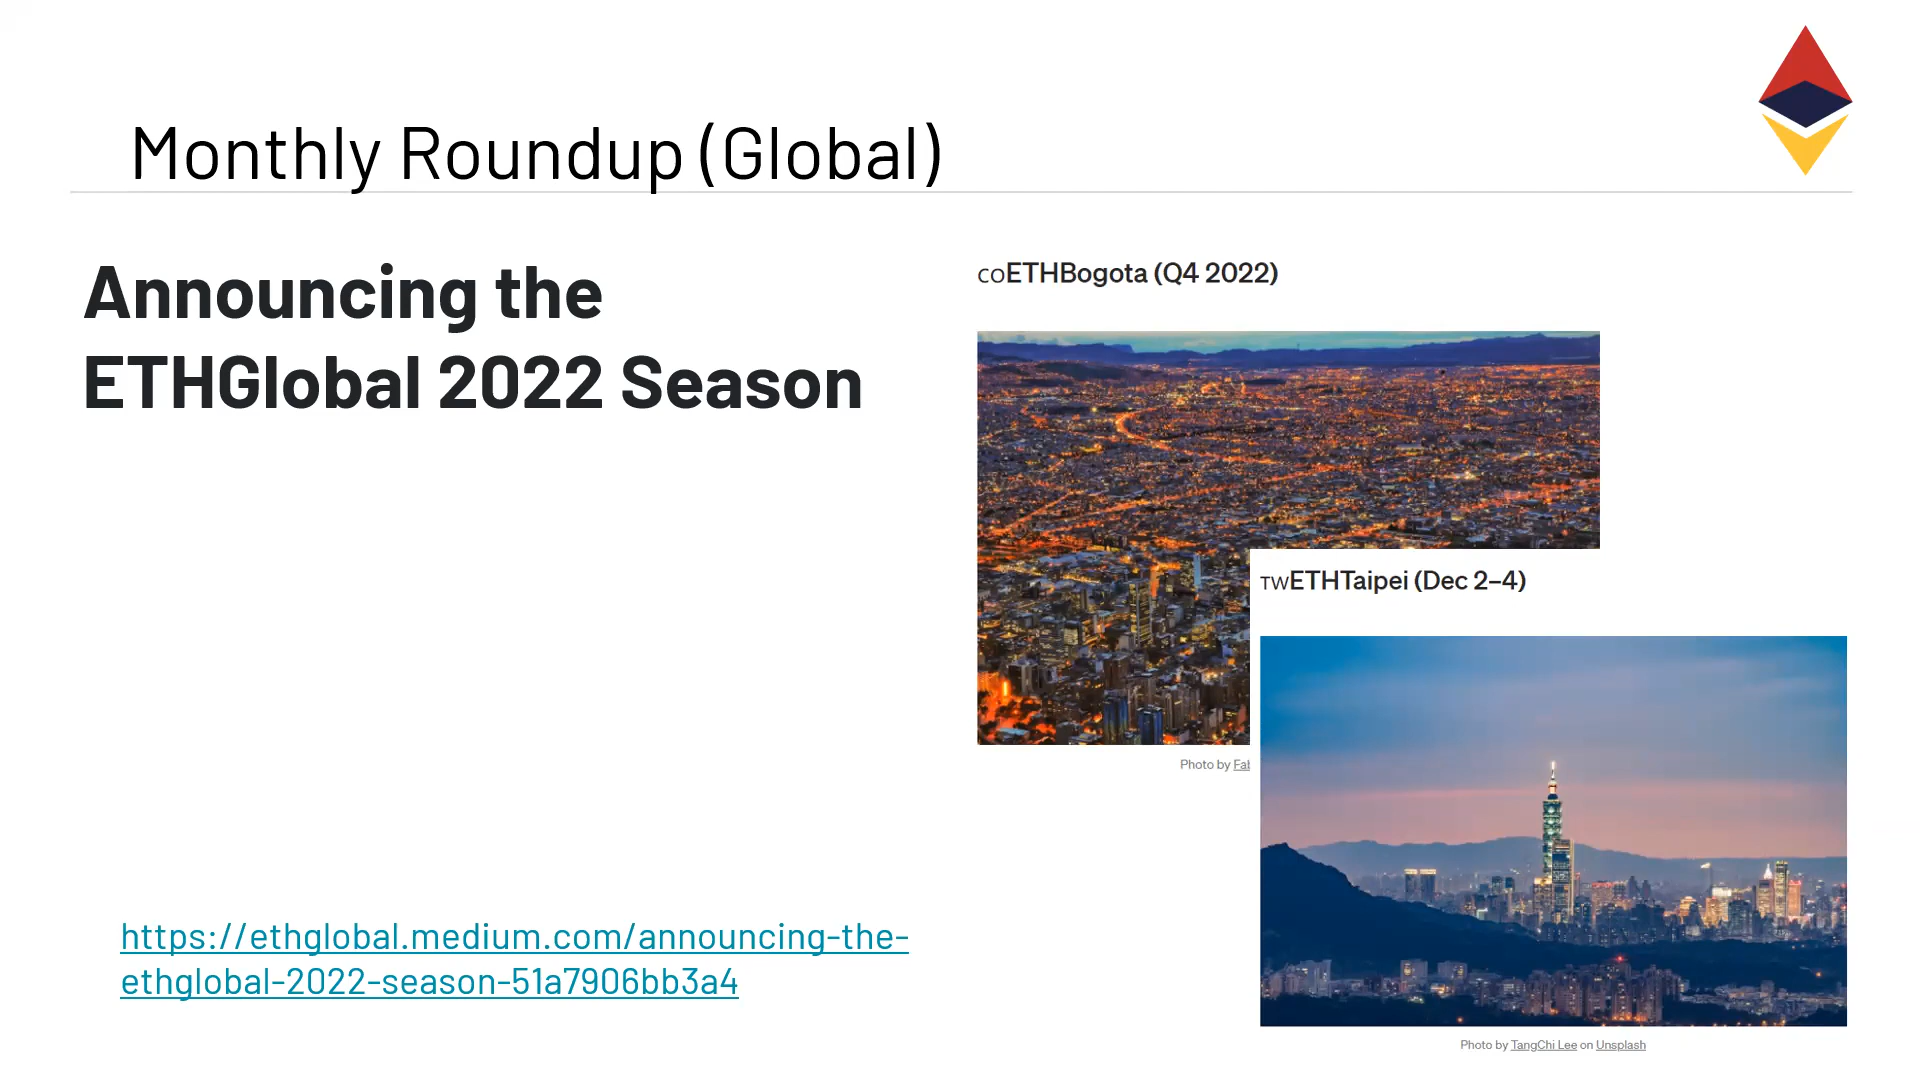 Monthly Roundup (Global)
Announcing the
ETHGlobal 2022 Season
https://ethglobal.medium.com/announcing-the-
ethglobal-2022-season-51a7906bb3a4
COETHBogota (Q4 2022)
Photo by
TWETHTaipei (Dec 2–4)
Photo by TangChi Lee on Unsplash